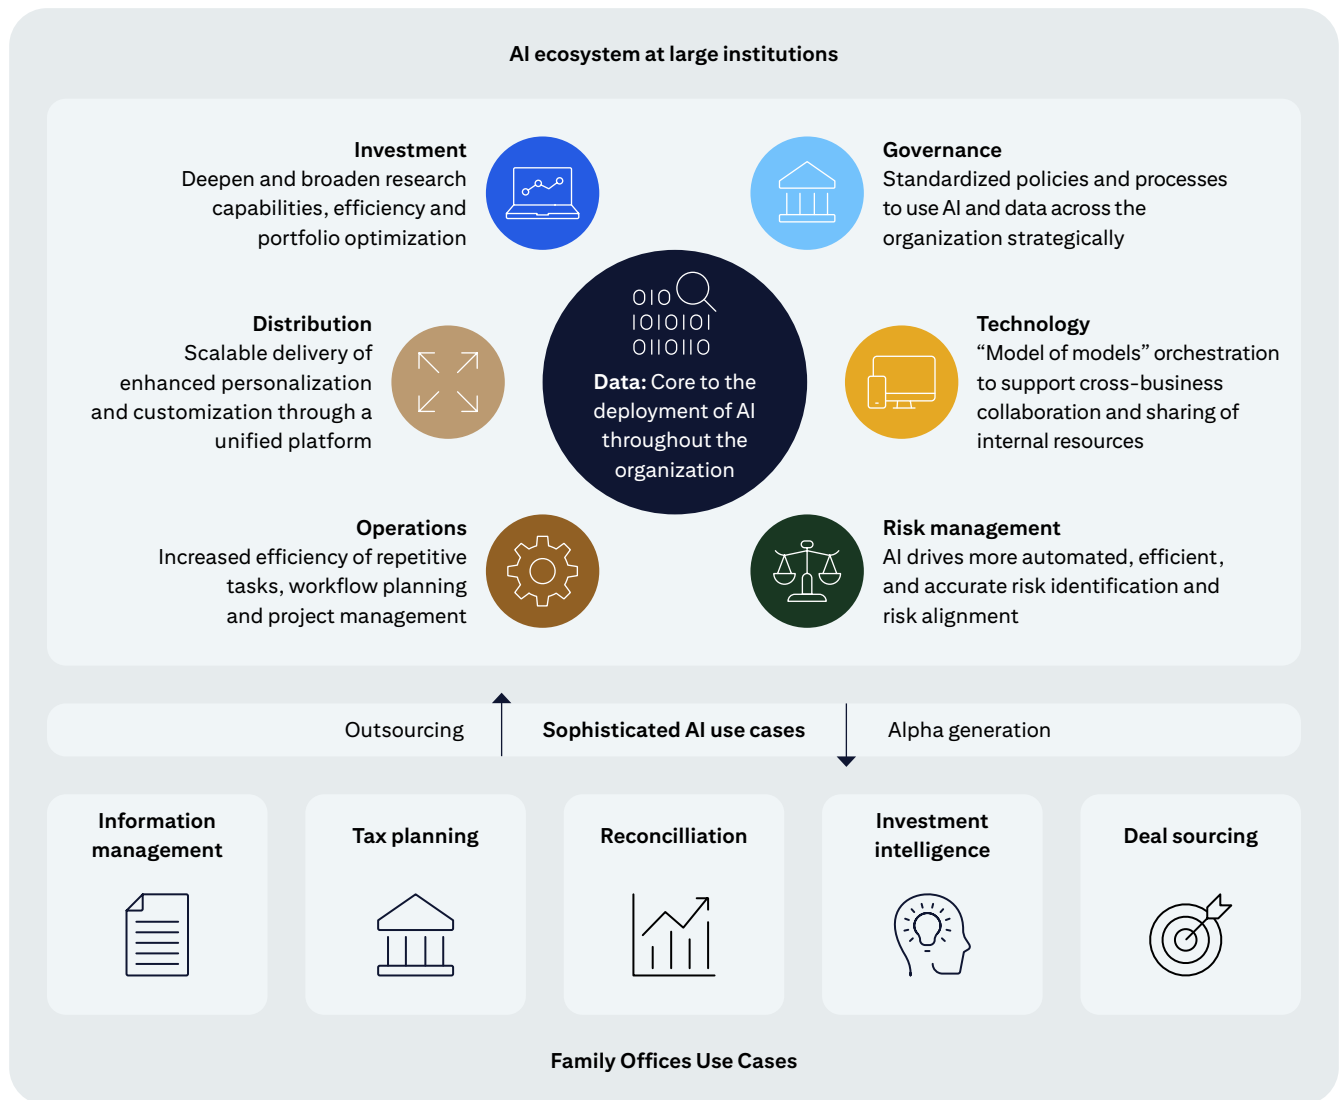 AI ecosystem at large institutions
Investment
Deepen and broaden research
capabilities, efficiency and
portfolio optimization
Governance
Standardized policies and processes
to use AI and data across the
organization strategically
Distribution
Scalable delivery of
enhanced personalization
and customization through a
unified platform
010
1010101
0110110
Data: Core to the
deployment of AI
throughout the
organization
Technology
“Model of models” orchestration
to support cross-business
collaboration and sharing of
internal resources
Operations
Increased efficiency of repetitive
tasks, workflow planning
and project management
Risk management
AI drives more automated, efficient,
and accurate risk identification and
risk alignment
Outsourcing
Sophisticated AI use cases
Alpha generation
Information
management
Tax planning
Reconcilliation
Investment
intelligence
Deal sourcing
Family Offices Use Cases